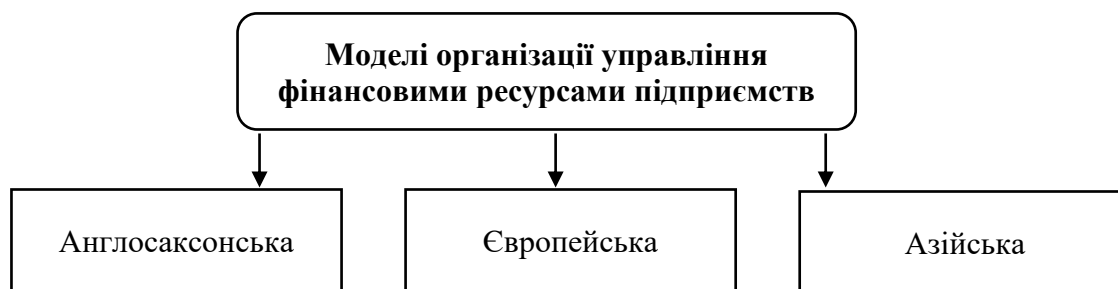 Моделі організації управління
фінансовими ресурсами підприємств
Англосаксонська
Європейська
Азійська